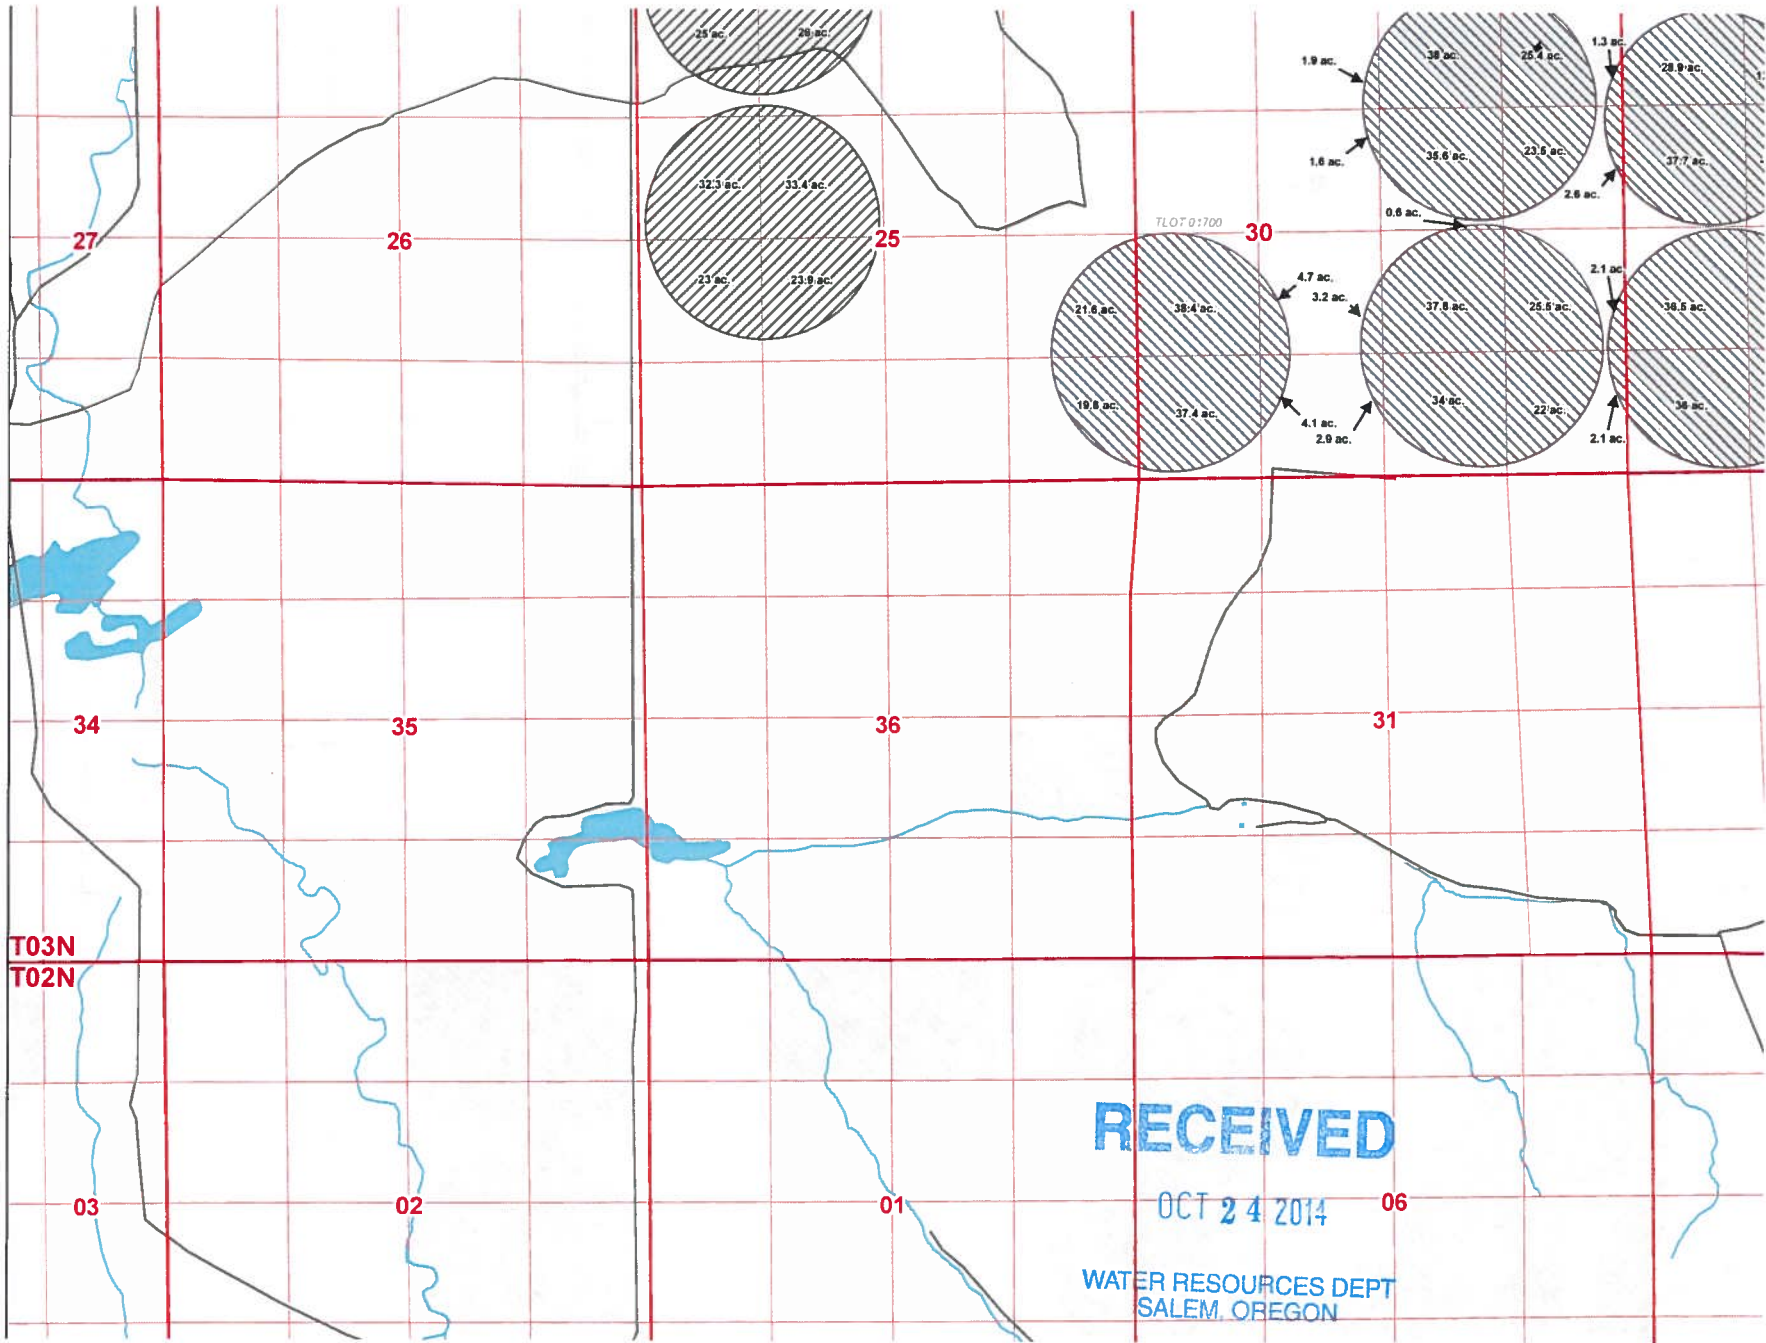 25 ac. 26 ac.
1.9 ac. 38 ac. 25.4 ac. 1.3 ac. 28.9 ac.
1.6 ac. 35.6 ac. 23.5 ac. 37.7 ac.
2.6 ac.
32.3 ac. 33.4 ac.
0.6 ac.
TLOT 01700
27 26 25 30
23 ac. 23.9 ac.
4.7 ac. 3.2 ac. 2.1 ac.
21.6 ac. 38.4 ac. 37.6 ac. 25.5 ac. 36.5 ac.
19.8 ac. 37.4 ac. 34 ac. 22 ac. 36 ac.
4.1 ac.
2.9 ac. 2.1 ac.
34 35 36 31
T03N
T02N
RECEIVED
03 02 01 06
OCT 24 2014
WATER RESOURCES DEPT
SALEM, OREGON